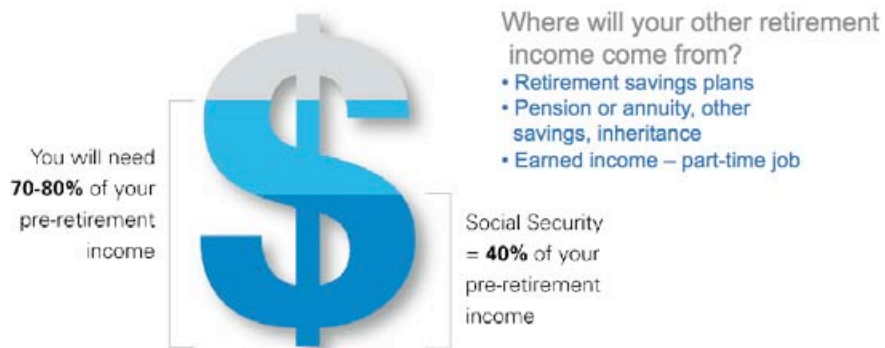 Where will your other retirement
income come from?
• Retirement savings plans
• Pension or annuity, other
savings, inheritance
• Earned income – part-time job
You will need
70-80% of your
pre-retirement
income
Social Security
= 40% of your
pre-retirement
income